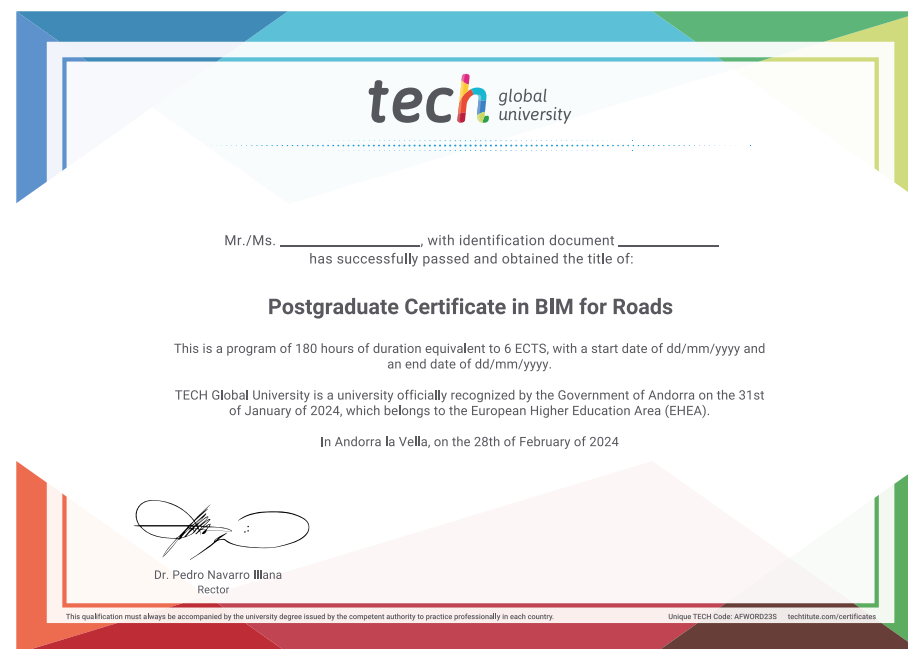 tech global
university
Mr./Ms. ____________________, with identification document ______________
has successfully passed and obtained the title of:
Postgraduate Certificate in BIM for Roads
This is a program of 180 hours of duration equivalent to 6 ECTS, with a start date of dd/mm/yyyy and
an end date of dd/mm/yyyy.
TECH Global University is a university officially recognized by the Government of Andorra on the 31st
of January of 2024, which belongs to the European Higher Education Area (EHEA).
In Andorra la Vella, on the 28th of February of 2024
Dr. Pedro Navarro Illana
Rector
This qualification must always be accompanied by the university degree issued by the competent authority to practice professionally in each country. Unique TECH Code: AFWORD23S techtitute.com/certificates